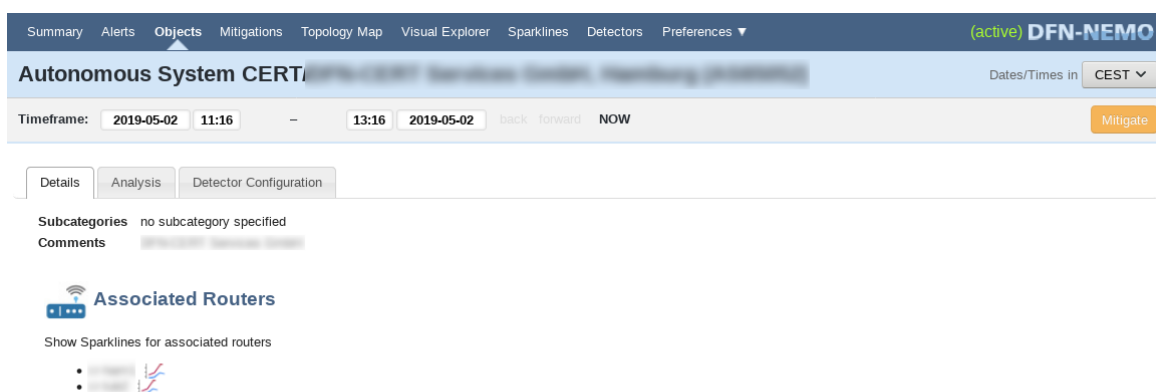 Summary Alerts Objects Mitigations Topology Map Visual Explorer Sparklines Detectors Preferences ▼ (active) DFN-NEMO
Autonomous System CERT/ Dates/Times in CEST
Timeframe: 2019-05-02 11:16 – 13:16 2019-05-02 back forward NOW Mitigate
Details Analysis Detector Configuration
Subcategories no subcategory specified
Comments
Associated Routers
Show Sparklines for associated routers